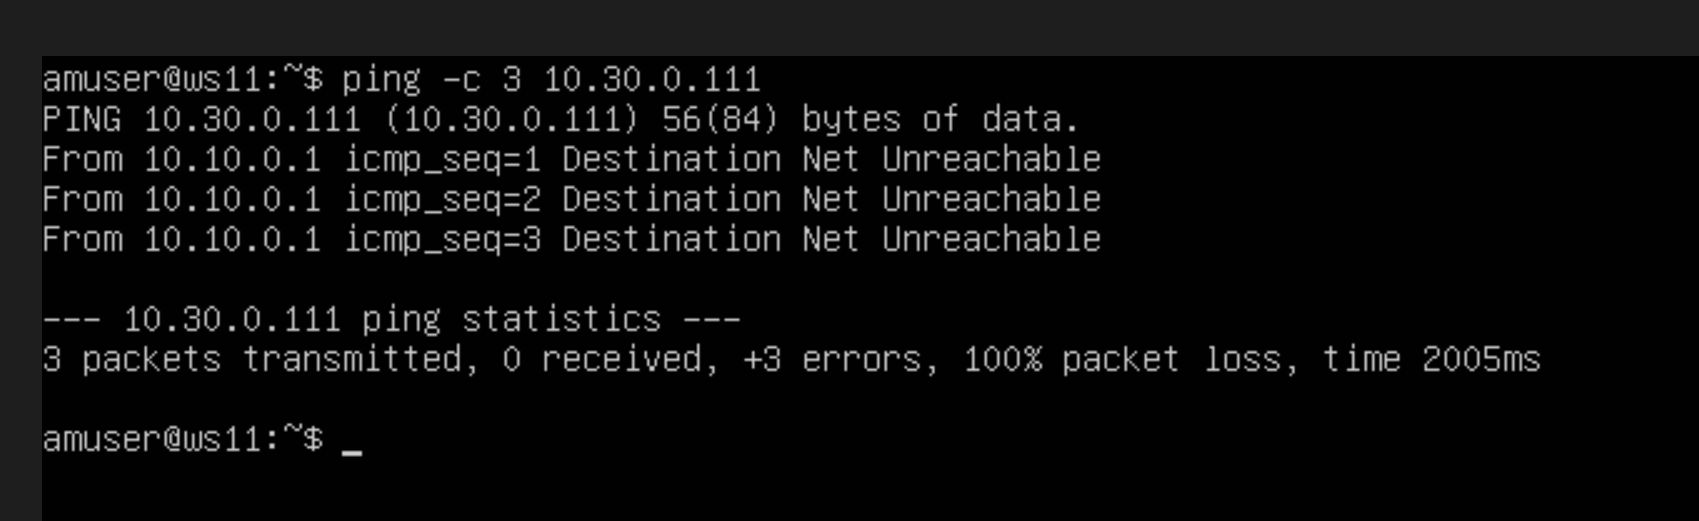 amuser@ws11:~$ ping -c 3 10.30.0.111
PING 10.30.0.111 (10.30.0.111) 56(84) bytes of data.
From 10.10.0.1 icmp_seq=1 Destination Net Unreachable
From 10.10.0.1 icmp_seq=2 Destination Net Unreachable
From 10.10.0.1 icmp_seq=3 Destination Net Unreachable
--- 10.30.0.111 ping statistics ---
3 packets transmitted, 0 received, +3 errors, 100% packet loss, time 2005ms
amuser@ws11:~$ _